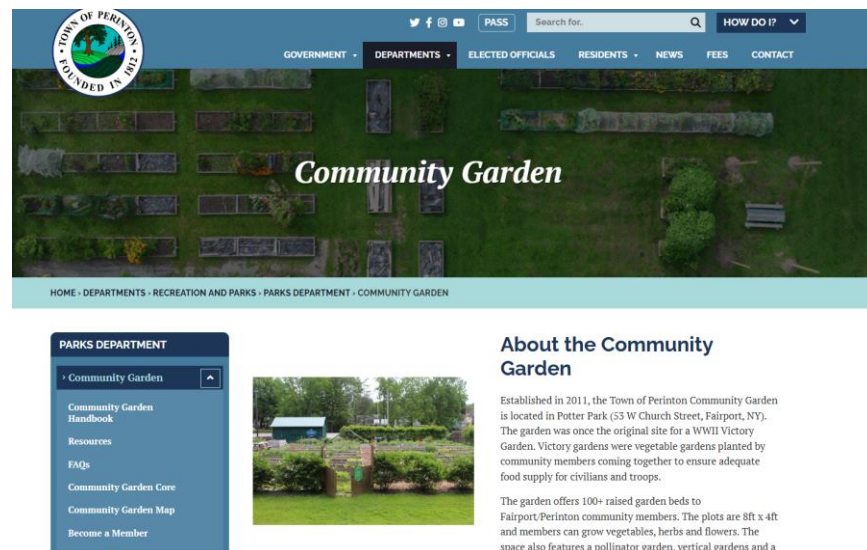 TOWN OF PERINTON
FOUNDED IN 1812
PASS
Search for..
HOW DO I?
GOVERNMENT
DEPARTMENTS
ELECTED OFFICIALS
RESIDENTS
NEWS
FEES
CONTACT
Community Garden
HOME › DEPARTMENTS › RECREATION AND PARKS › PARKS DEPARTMENT › COMMUNITY GARDEN
PARKS DEPARTMENT
› Community Garden
Community Garden
Handbook
Resources
FAQs
Community Garden Core
Community Garden Map
Become a Member
About the Community
Garden
Established in 2011, the Town of Perinton Community Garden
is located in Potter Park (53 W Church Street, Fairport, NY).
The garden was once the original site for a WWII Victory
Garden. Victory gardens were vegetable gardens planted by
community members coming together to ensure adequate
food supply for civilians and troops.
The garden offers 100+ raised garden beds to
Fairport/Perinton community members. The plots are 8ft x 4ft
and members can grow vegetables, herbs and flowers. The
space also features a pollinator garden, vertical gardens and a